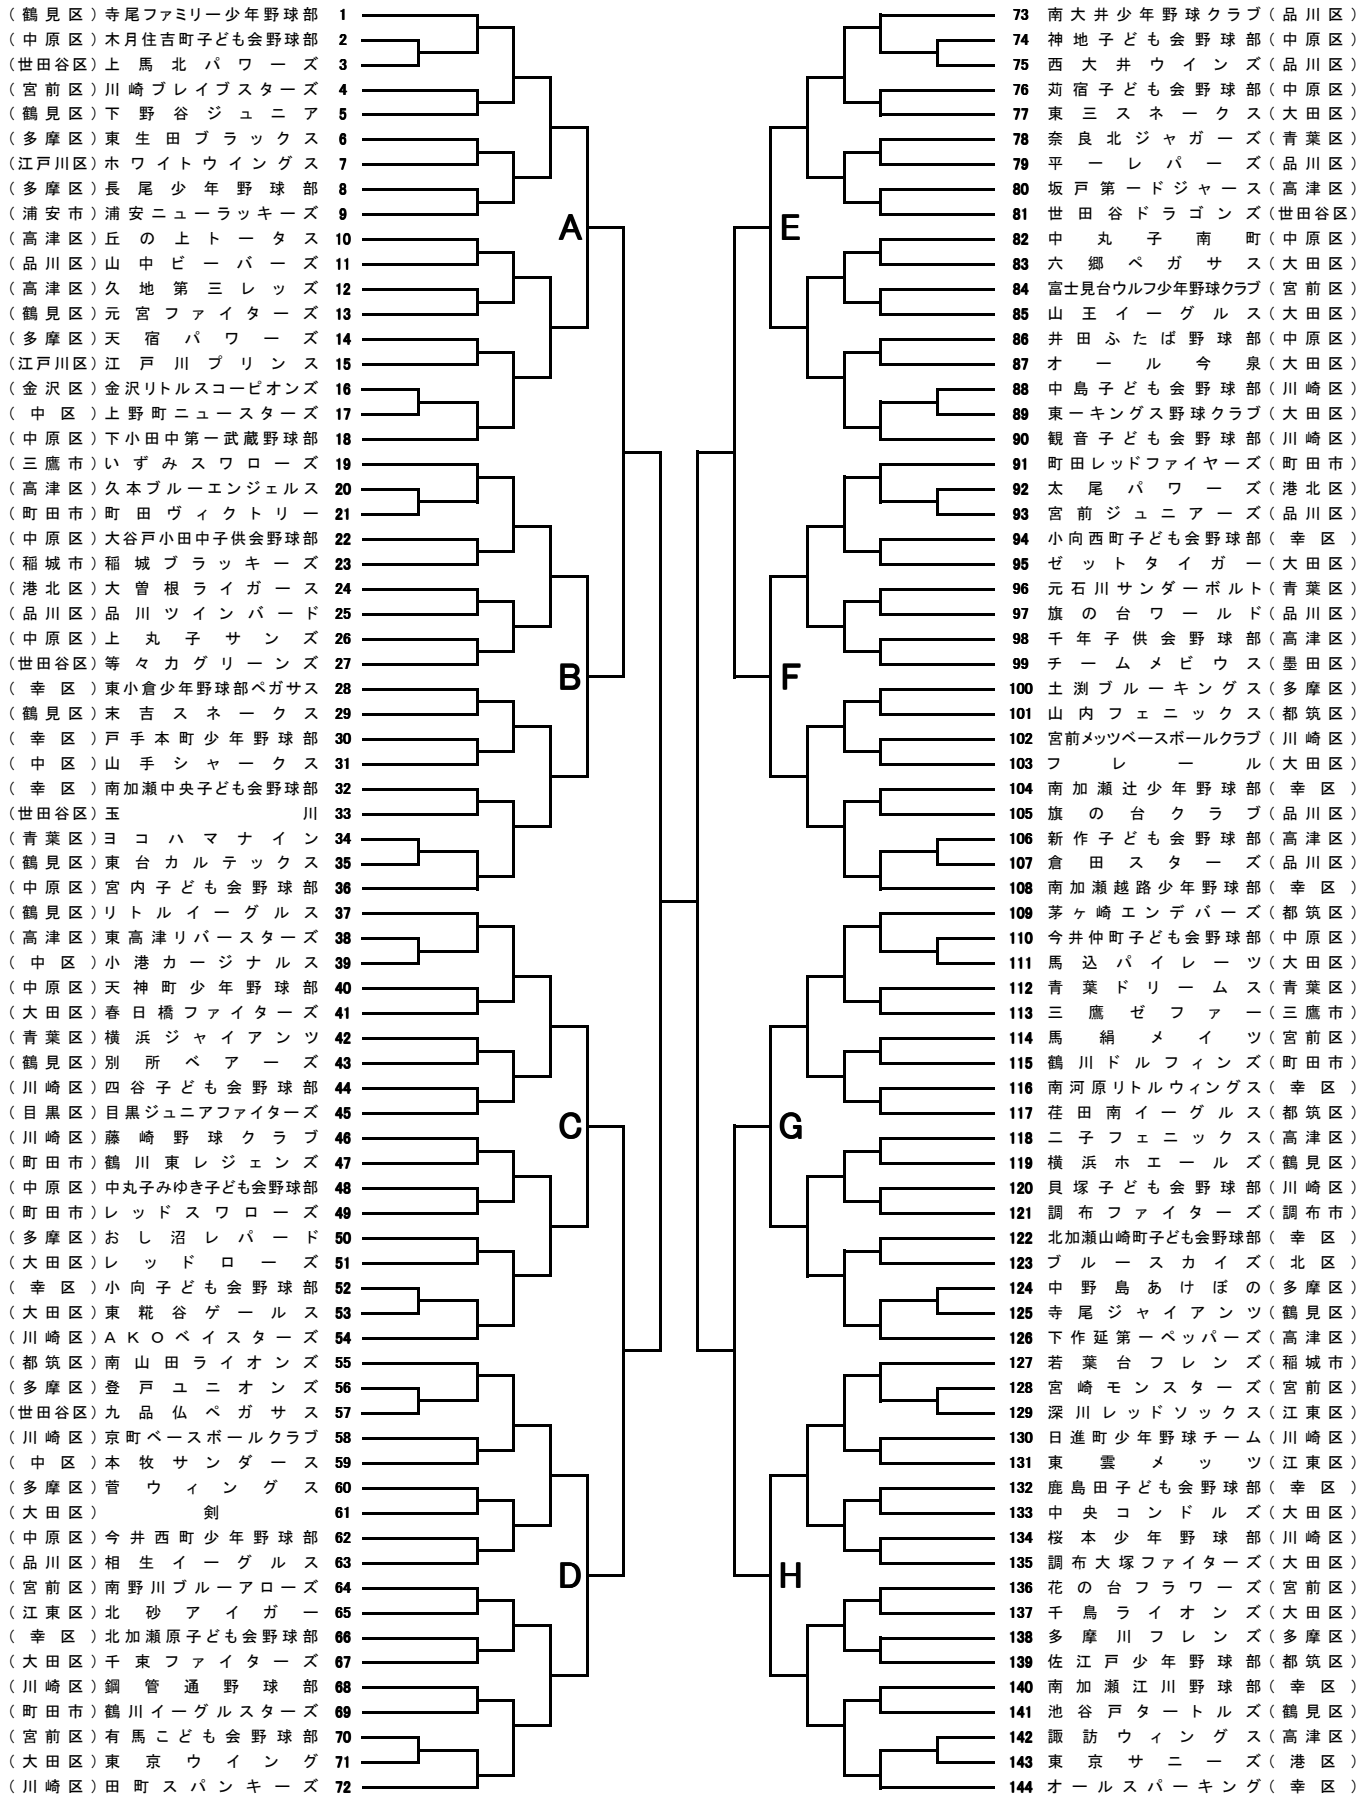 (鶴見区)寺尾ファミリー少年野球部 1
(中原区)木月住吉町子ども会野球部 2
(世田谷区)上馬北パワーズ 3
(宮前区)川崎ブレイブスターズ 4
(鶴見区)下野谷ジュニア 5
(多摩区)東生田ブラックス 6
(江戸川区)ホワイトウイングス 7
(多摩区)長尾少年野球部 8
(浦安市)浦安ニューラッキーズ 9
(高津区)丘の上トータス 10
(品川区)山中ビーバーズ 11
(高津区)久地第三レッズ 12
(鶴見区)元宮ファイターズ 13
(多摩区)天宿パワーズ 14
(江戸川区)江戸川プリンス 15
(金沢区)金沢リトルスコーピオンズ 16
(中区)上野町ニュースターズ 17
(中原区)下小田中第一武蔵野球部 18
(三鷹市)いずみスワローズ 19
(高津区)久本ブルーエンジェルス 20
(町田市)町田ヴィクトリー 21
(中原区)大谷戸小田中子供会野球部 22
(稲城市)稲城ブラッキーズ 23
(港北区)大曽根ライガース 24
(品川区)品川ツインバード 25
(中原区)上丸子サンズ 26
(世田谷区)等々力グリーンズ 27
(幸区)東小倉少年野球部ペガサス 28
(鶴見区)末吉スネークス 29
(幸区)戸手本町少年野球部 30
(中区)山手シャークス 31
(幸区)南加瀬中央子ども会野球部 32
(世田谷区)玉川 33
(青葉区)ヨコハマナイン 34
(鶴見区)東台カルテックス 35
(中原区)宮内子ども会野球部 36
(鶴見区)リトルイーグルス 37
(高津区)東高津リバースターズ 38
(中区)小港カージナルス 39
(中原区)天神町少年野球部 40
(大田区)春日橋ファイターズ 41
(青葉区)横浜ジャイアンツ 42
(鶴見区)別所ベアーズ 43
(川崎区)四谷子ども会野球部 44
(目黒区)目黒ジュニアファイターズ 45
(川崎区)藤崎野球クラブ 46
(町田市)鶴川東レジェンズ 47
(中原区)中丸子みゆき子ども会野球部 48
(町田市)レッドスワローズ 49
(多摩区)おし沼レパード 50
(大田区)レッドローズ 51
(幸区)小向子ども会野球部 52
(大田区)東糀谷ゲールス 53
(川崎区)AKOベイスターズ 54
(都筑区)南山田ライオンズ 55
(多摩区)登戸ユニオンズ 56
(世田谷区)九品仏ペガサス 57
(川崎区)京町ベースボールクラブ 58
(中区)本牧サンダース 59
(多摩区)菅ウィングス 60
(大田区)剣 61
(中原区)今井西町少年野球部 62
(品川区)相生イーグルス 63
(宮前区)南野川ブルーアローズ 64
(江東区)北砂アイガー 65
(幸区)北加瀬原子ども会野球部 66
(大田区)千束ファイターズ 67
(川崎区)鋼管通野球部 68
(町田市)鶴川イーグルスターズ 69
(宮前区)有馬こども会野球部 70
(大田区)東京ウイング 71
(川崎区)田町スパンキーズ 72
A
B
C
D
E
F
G
H
73 南大井少年野球クラブ(品川区)
74 神地子ども会野球部(中原区)
75 西大井ウインズ(品川区)
76 苅宿子ども会野球部(中原区)
77 東三スネークス(大田区)
78 奈良北ジャガーズ(青葉区)
79 平一レパーズ(品川区)
80 坂戸第一ドジャース(高津区)
81 世田谷ドラゴンズ(世田谷区)
82 中丸子南町(中原区)
83 六郷ペガサス(大田区)
84 富士見台ウルフ少年野球クラブ(宮前区)
85 山王イーグルス(大田区)
86 井田ふたば野球部(中原区)
87 オール今泉(大田区)
88 中島子ども会野球部(川崎区)
89 東一キングス野球クラブ(大田区)
90 観音子ども会野球部(川崎区)
91 町田レッドファイヤーズ(町田市)
92 太尾パワーズ(港北区)
93 宮前ジュニアーズ(品川区)
94 小向西町子ども会野球部(幸区)
95 ゼットタイガー(大田区)
96 元石川サンダーボルト(青葉区)
97 旗の台ワールド(品川区)
98 千年子供会野球部(高津区)
99 チームメビウス(墨田区)
100 土渕ブルーキングス(多摩区)
101 山内フェニックス(都筑区)
102 宮前メッツベースボールクラブ(川崎区)
103 フレール(大田区)
104 南加瀬辻少年野球部(幸区)
105 旗の台クラブ(品川区)
106 新作子ども会野球部(高津区)
107 倉田スターズ(品川区)
108 南加瀬越路少年野球部(幸区)
109 茅ヶ崎エンデバーズ(都筑区)
110 今井仲町子ども会野球部(中原区)
111 馬込パイレーツ(大田区)
112 青葉ドリームス(青葉区)
113 三鷹ゼファー(三鷹市)
114 馬絹メイツ(宮前区)
115 鶴川ドルフィンズ(町田市)
116 南河原リトルウィングス(幸区)
117 荏田南イーグルス(都筑区)
118 二子フェニックス(高津区)
119 横浜ホエールズ(鶴見区)
120 貝塚子ども会野球部(川崎区)
121 調布ファイターズ(調布市)
122 北加瀬山崎町子ども会野球部(幸区)
123 ブルースカイズ(北区)
124 中野島あけぼの(多摩区)
125 寺尾ジャイアンツ(鶴見区)
126 下作延第一ペッパーズ(高津区)
127 若葉台フレンズ(稲城市)
128 宮崎モンスターズ(宮前区)
129 深川レッドソックス(江東区)
130 日進町少年野球チーム(川崎区)
131 東雲メッツ(江東区)
132 鹿島田子ども会野球部(幸区)
133 中央コンドルズ(大田区)
134 桜本少年野球部(川崎区)
135 調布大塚ファイターズ(大田区)
136 花の台フラワーズ(宮前区)
137 千鳥ライオンズ(大田区)
138 多摩川フレンズ(多摩区)
139 佐江戸少年野球部(都筑区)
140 南加瀬江川野球部(幸区)
141 池谷戸タートルズ(鶴見区)
142 諏訪ウィングス(高津区)
143 東京サニーズ(港区)
144 オールスパーキング(幸区)